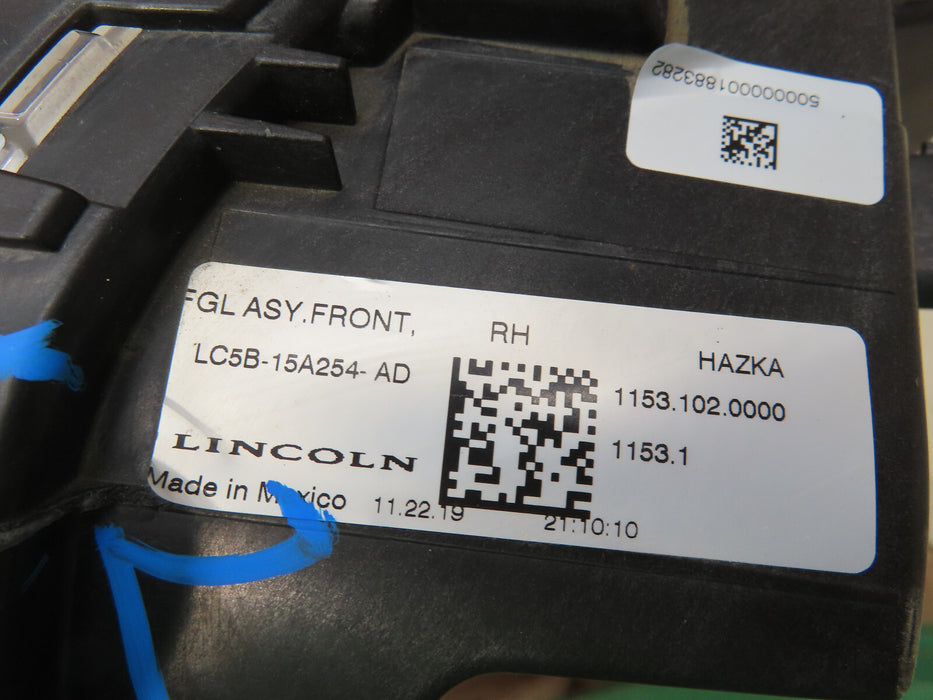 5000000001883282
FGL ASY.FRONT, RH
HAZKA
LC5B-15A254- AD
1153.102.0000
1153.1
LINCOLN
Made in Mexico 11.22.19 21:10:10